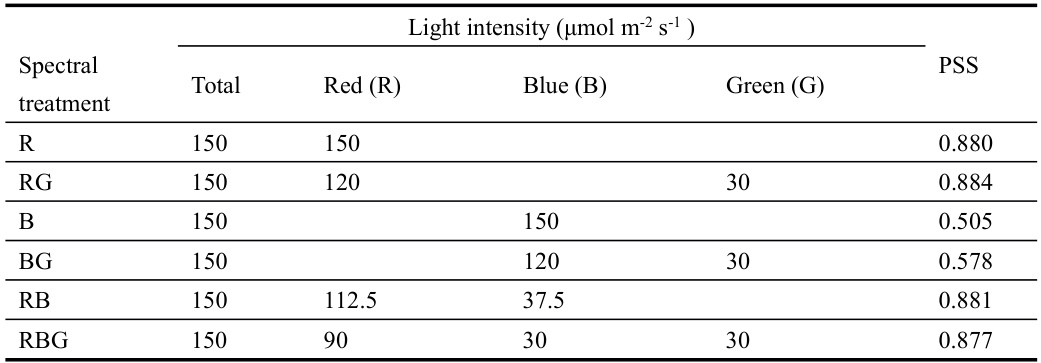 Light intensity (μmol m-2 s-1 )
Spectral treatment Total Red (R) Blue (B) Green (G) PSS
R 150 150 0.880
RG 150 120 30 0.884
B 150 150 0.505
BG 150 120 30 0.578
RB 150 112.5 37.5 0.881
RBG 150 90 30 30 0.877